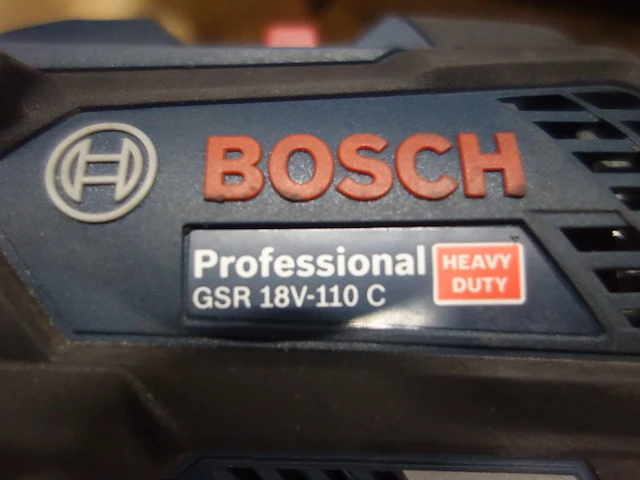 BOSCH
Professional
GSR 18V-110 C
HEAVY
DUTY